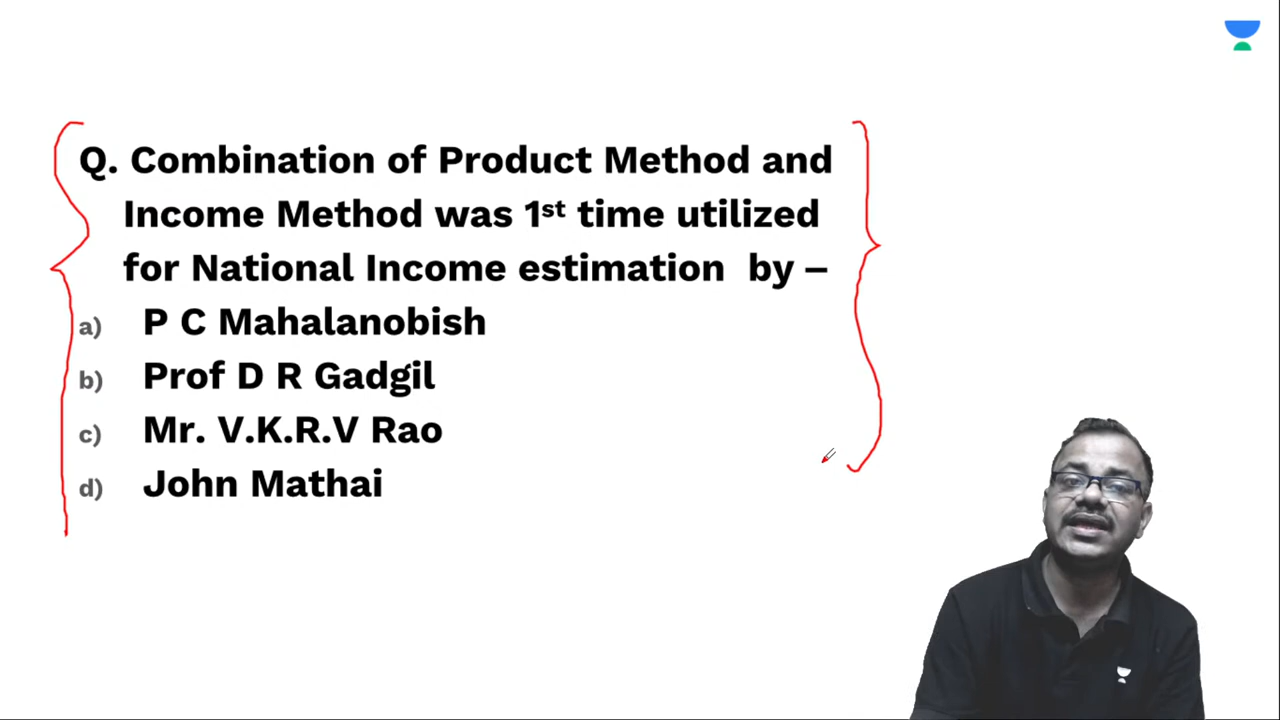 Q. Combination of Product Method and
Income Method was 1st time utilized
for National Income estimation by –
a) P C Mahalanobish
b) Prof D R Gadgil
c) Mr. V.K.R.V Rao
d) John Mathai